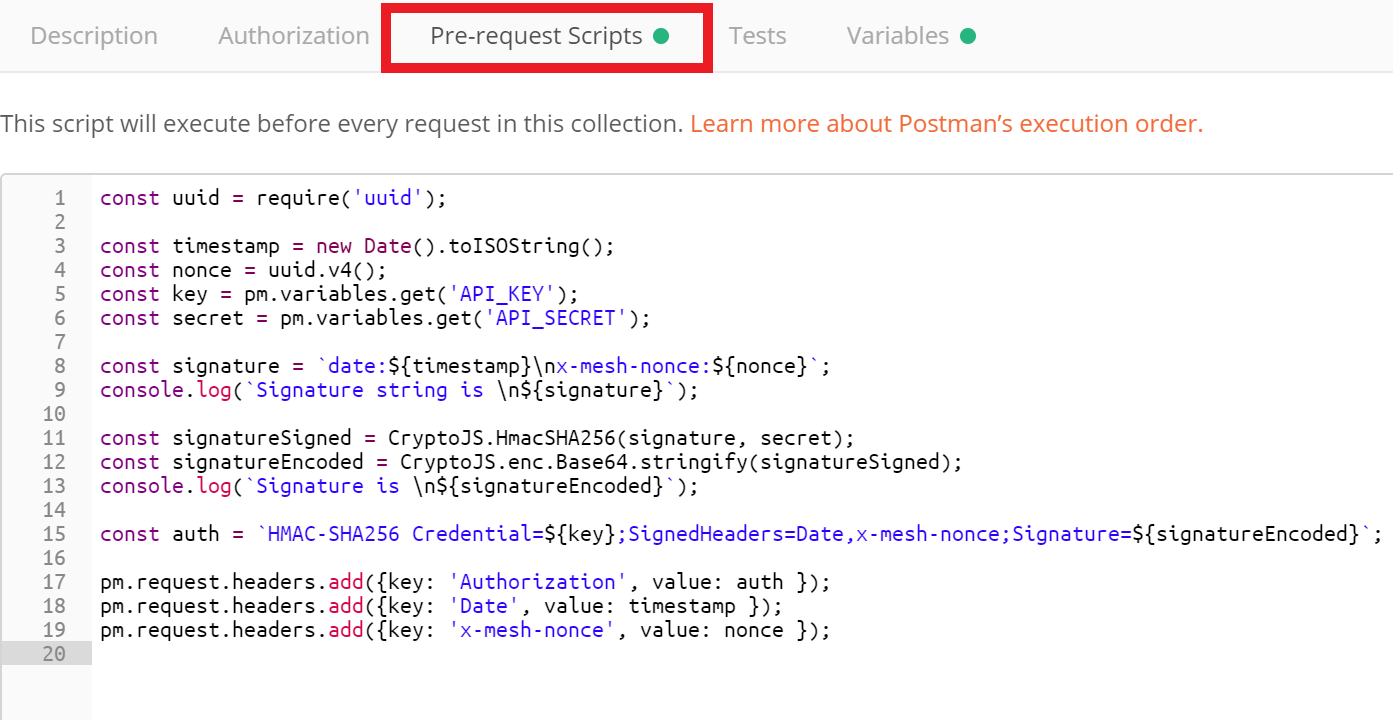 Description Authorization Pre-request Scripts Tests Variables
This script will execute before every request in this collection. Learn more about Postman’s execution order.
1 const uuid = require('uuid');
2
3 const timestamp = new Date().toISOString();
4 const nonce = uuid.v4();
5 const key = pm.variables.get('API_KEY');
6 const secret = pm.variables.get('API_SECRET');
7
8 const signature = `date:${timestamp}\nx-mesh-nonce:${nonce}`;
9 console.log(`Signature string is \n${signature}`);
10
11 const signatureSigned = CryptoJS.HmacSHA256(signature, secret);
12 const signatureEncoded = CryptoJS.enc.Base64.stringify(signatureSigned);
13 console.log(`Signature is \n${signatureEncoded}`);
14
15 const auth = `HMAC-SHA256 Credential=${key};SignedHeaders=Date,x-mesh-nonce;Signature=${signatureEncoded}`;
16
17 pm.request.headers.add({key: 'Authorization', value: auth });
18 pm.request.headers.add({key: 'Date', value: timestamp });
19 pm.request.headers.add({key: 'x-mesh-nonce', value: nonce });
20